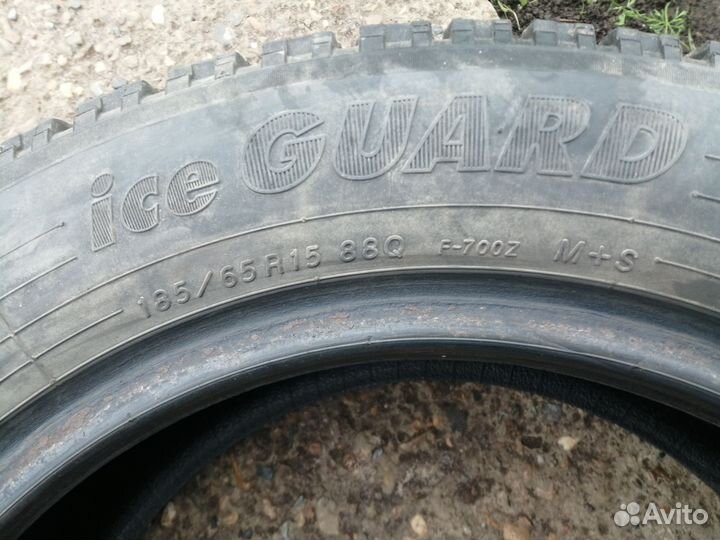 ice GUARD
185/65R15 88Q F-700Z M+S
Avito